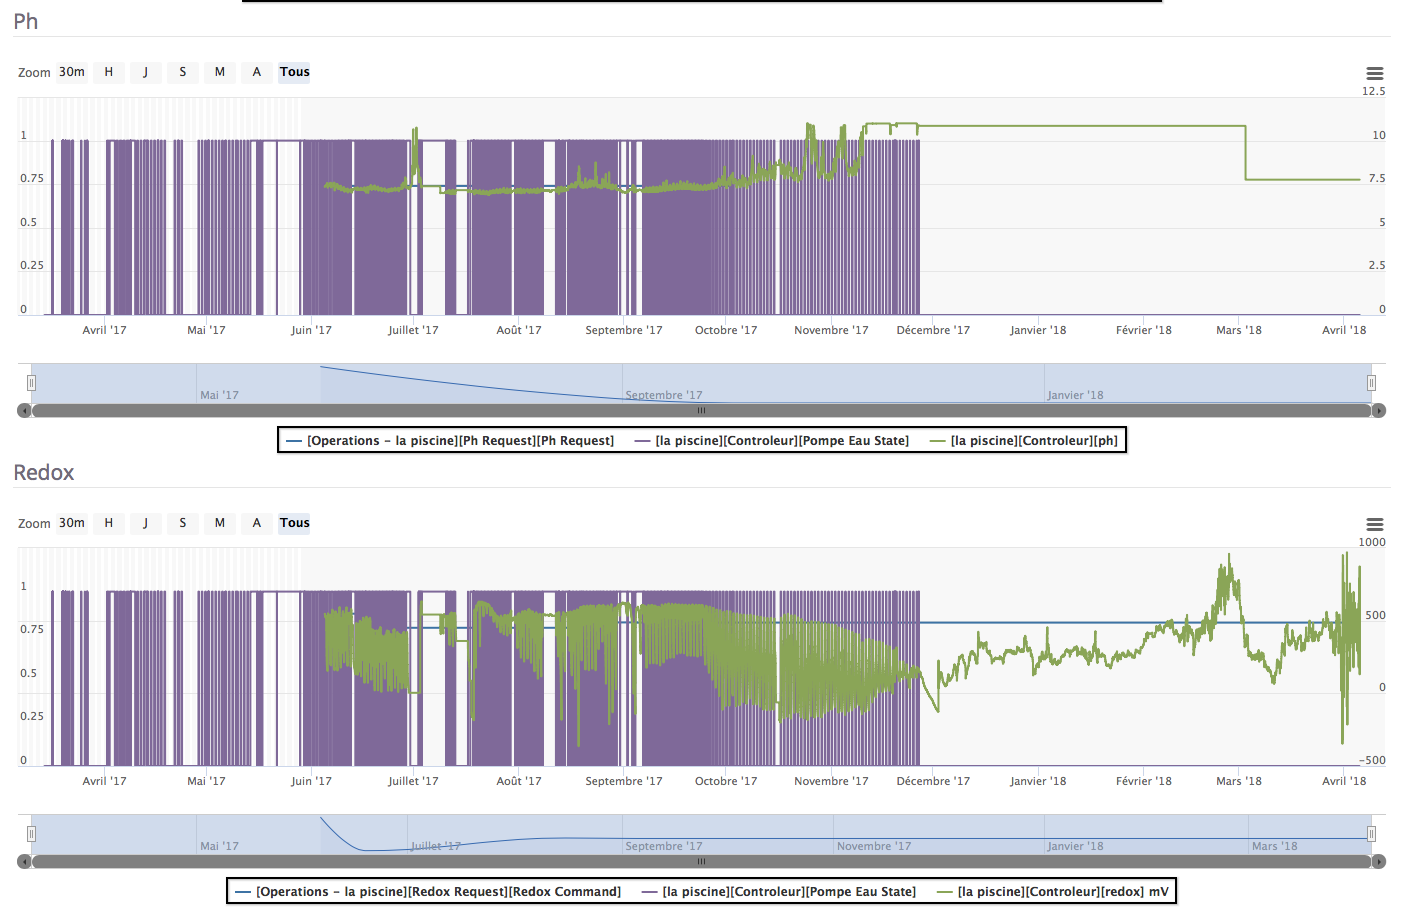 Ph
Zoom 30m H J S M A Tous
12.5
1 10
0.75 7.5
0.5 5
0.25 2.5
0 0
Avril '17 Mai '17 Juin '17 Juillet '17 Août '17 Septembre '17 Octobre '17 Novembre '17 Décembre '17 Janvier '18 Février '18 Mars '18 Avril '18
Mai '17 Septembre '17 Janvier '18
[Operations - la piscine][Ph Request][Ph Request] [la piscine][Controleur][Pompe Eau State] [la piscine][Controleur][ph]
Redox
Zoom 30m H J S M A Tous
1000
1
0.75 500
0.5 0
0.25
0 −500
Avril '17 Mai '17 Juin '17 Juillet '17 Août '17 Septembre '17 Octobre '17 Novembre '17 Décembre '17 Janvier '18 Février '18 Mars '18 Avril '18
Mai '17 Juillet '17 Septembre '17 Novembre '17 Janvier '18 Mars '18
[Operations - la piscine][Redox Request][Redox Command] [la piscine][Controleur][Pompe Eau State] [la piscine][Controleur][redox] mV